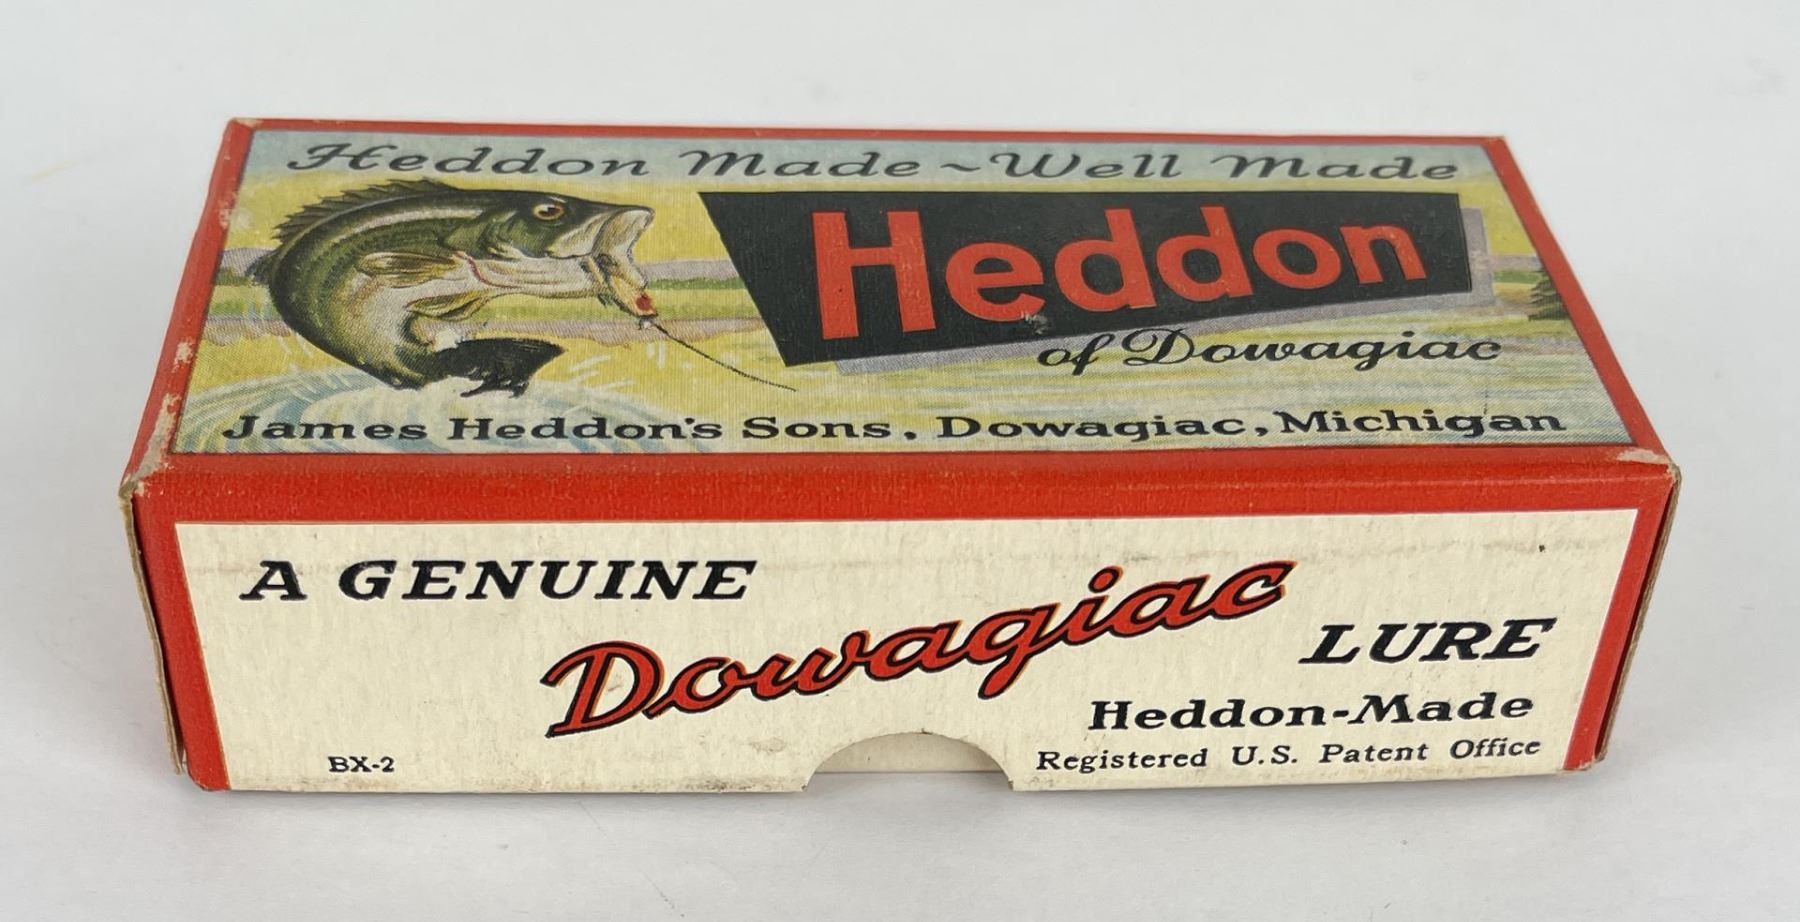 Heddon Made ~ Well Made
Heddon
of Dowagiac
James Heddon's Sons, Dowagiac, Michigan
A GENUINE
Dowagiac
LURE
Heddon-Made
Registered U.S. Patent Office
BX-2